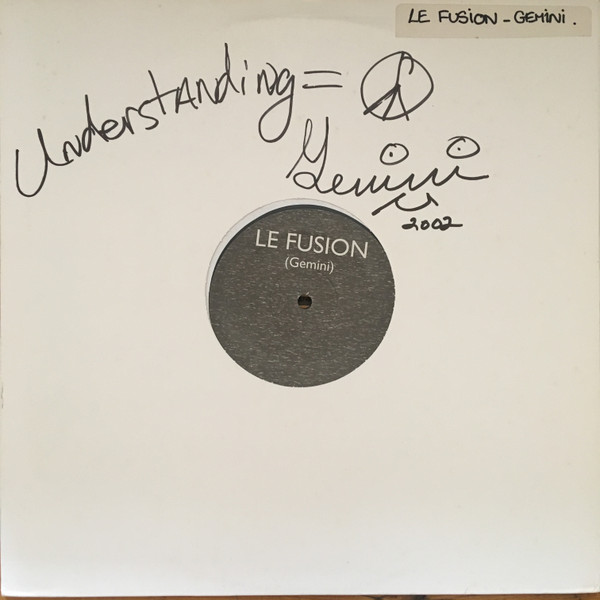 LE FUSION - GEMINI.
UnderstANding =
Gemini
2002
LE FUSION
(Gemini)